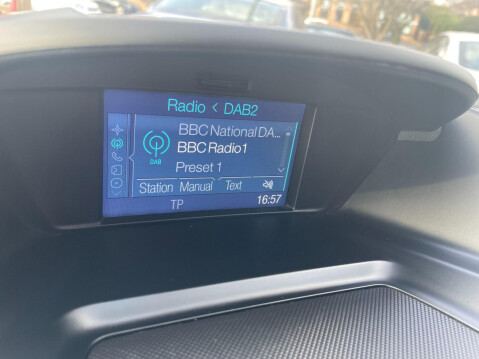 Radio < DAB2
BBC National DA...
BBC Radio1
DAB
Preset 1
Station Manual Text
TP 16:57